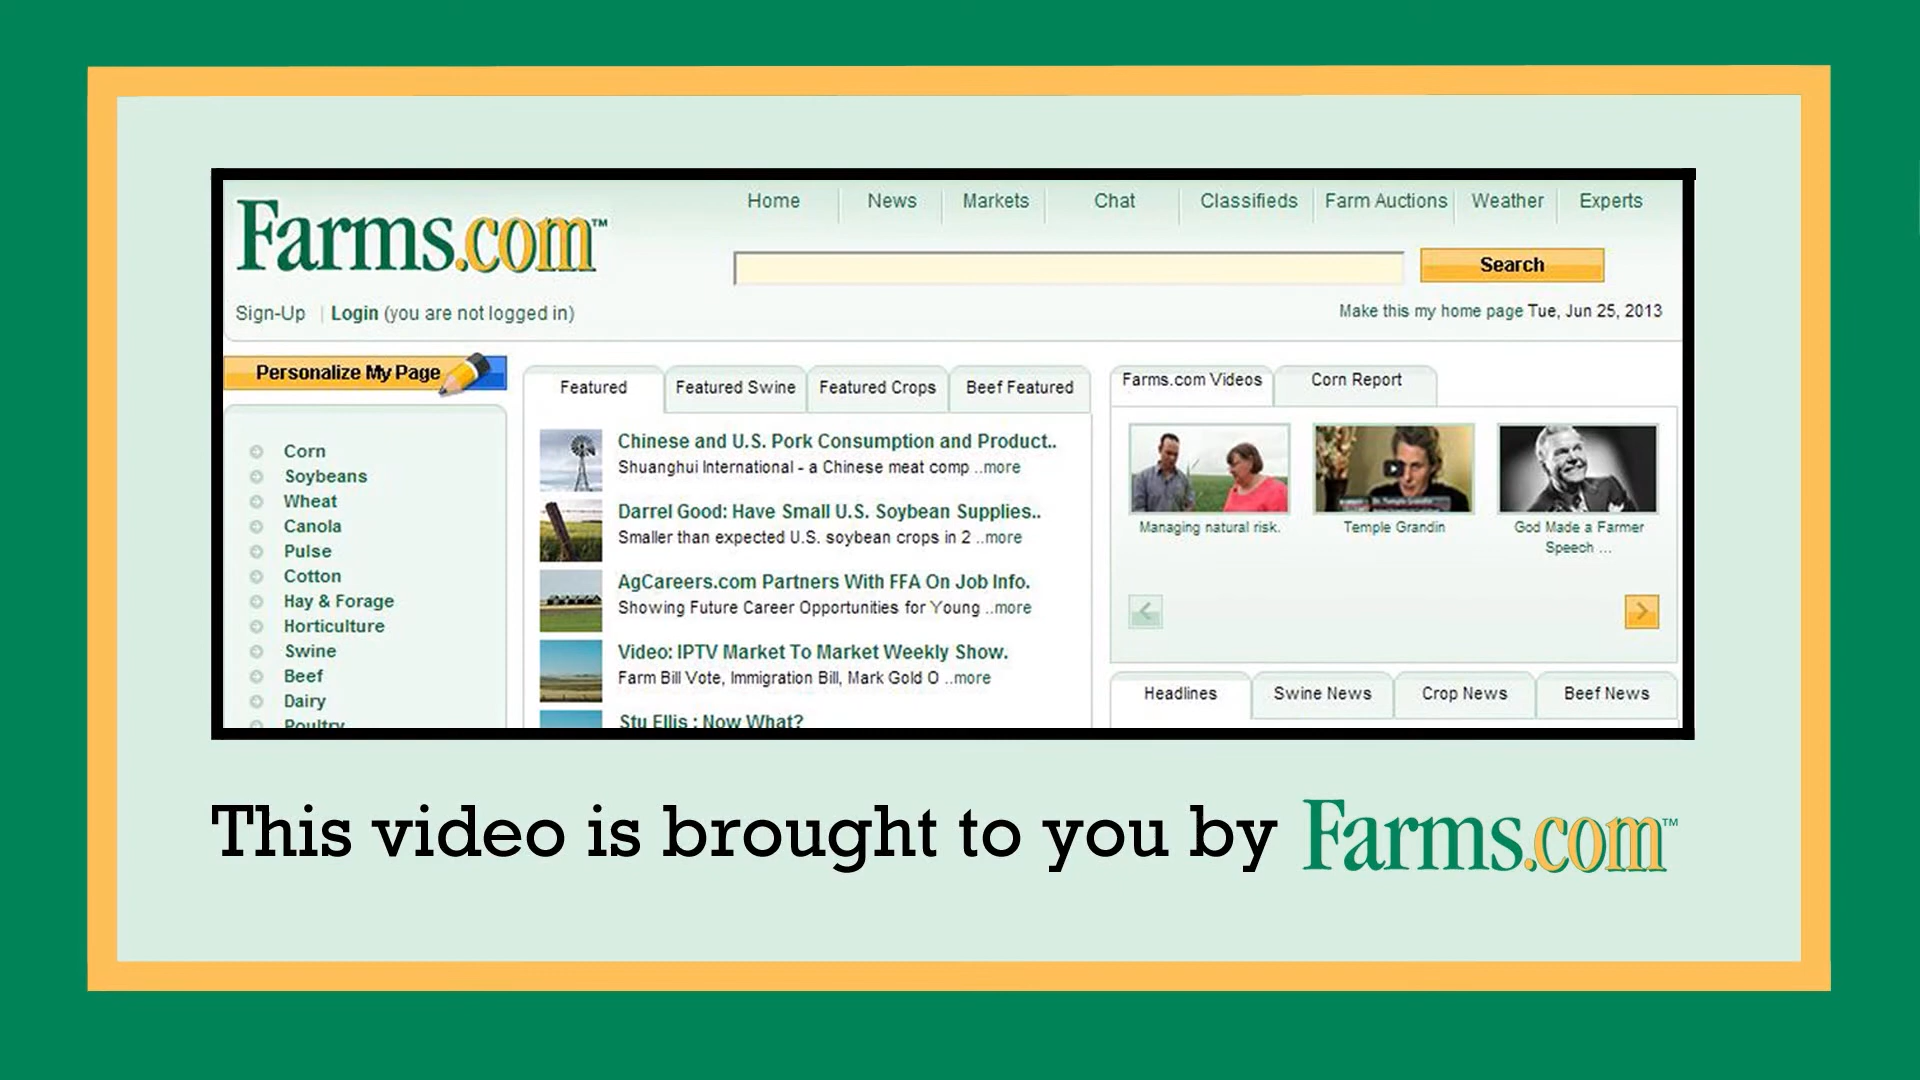 Farms.com™
Home News Markets Chat Classifieds Farm Auctions Weather Experts
Search
Sign-Up | Login (you are not logged in)
Make this my home page Tue, Jun 25, 2013
Personalize My Page
Corn
Soybeans
Wheat
Canola
Pulse
Cotton
Hay & Forage
Horticulture
Swine
Beef
Dairy
Poultry
Featured Featured Swine Featured Crops Beef Featured
Chinese and U.S. Pork Consumption and Product..
Shuanghui International - a Chinese meat comp ..more
Darrel Good: Have Small U.S. Soybean Supplies..
Smaller than expected U.S. soybean crops in 2 ..more
AgCareers.com Partners With FFA On Job Info.
Showing Future Career Opportunities for Young ..more
Video: IPTV Market To Market Weekly Show.
Farm Bill Vote, Immigration Bill, Mark Gold O ..more
Stu Ellis : Now What?
Farms.com Videos Corn Report
Managing natural risk.
Temple Grandin
God Made a Farmer
Speech ...
Headlines Swine News Crop News Beef News
This video is brought to you by Farms.com™